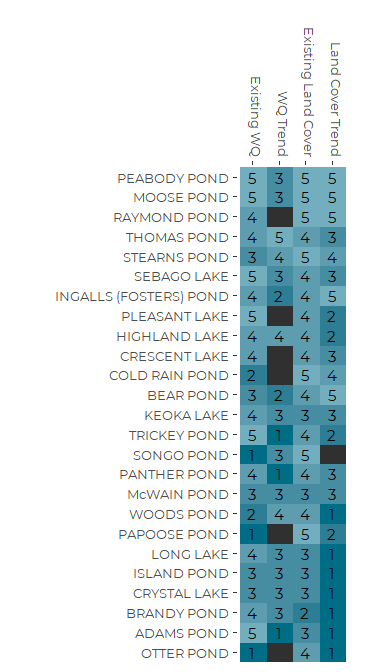 Existing WQ
WQ Trend
Existing Land Cover
Land Cover Trend
PEABODY POND 5 3 5 5
MOOSE POND 5 3 5 5
RAYMOND POND 4 5 5
THOMAS POND 4 5 4 3
STEARNS POND 3 4 5 4
SEBAGO LAKE 5 3 4 3
INGALLS (FOSTERS) POND 4 2 4 5
PLEASANT LAKE 5 4 2
HIGHLAND LAKE 4 4 4 2
CRESCENT LAKE 4 4 3
COLD RAIN POND 2 5 4
BEAR POND 3 2 4 5
KEOKA LAKE 4 3 3 3
TRICKEY POND 5 1 4 2
SONGO POND 1 3 5
PANTHER POND 4 1 4 3
McWAIN POND 3 3 3 3
WOODS POND 2 4 4 1
PAPOOSE POND 1 5 2
LONG LAKE 4 3 3 1
ISLAND POND 3 3 3 1
CRYSTAL LAKE 3 3 3 1
BRANDY POND 4 3 2 1
ADAMS POND 5 1 3 1
OTTER POND 1 4 1